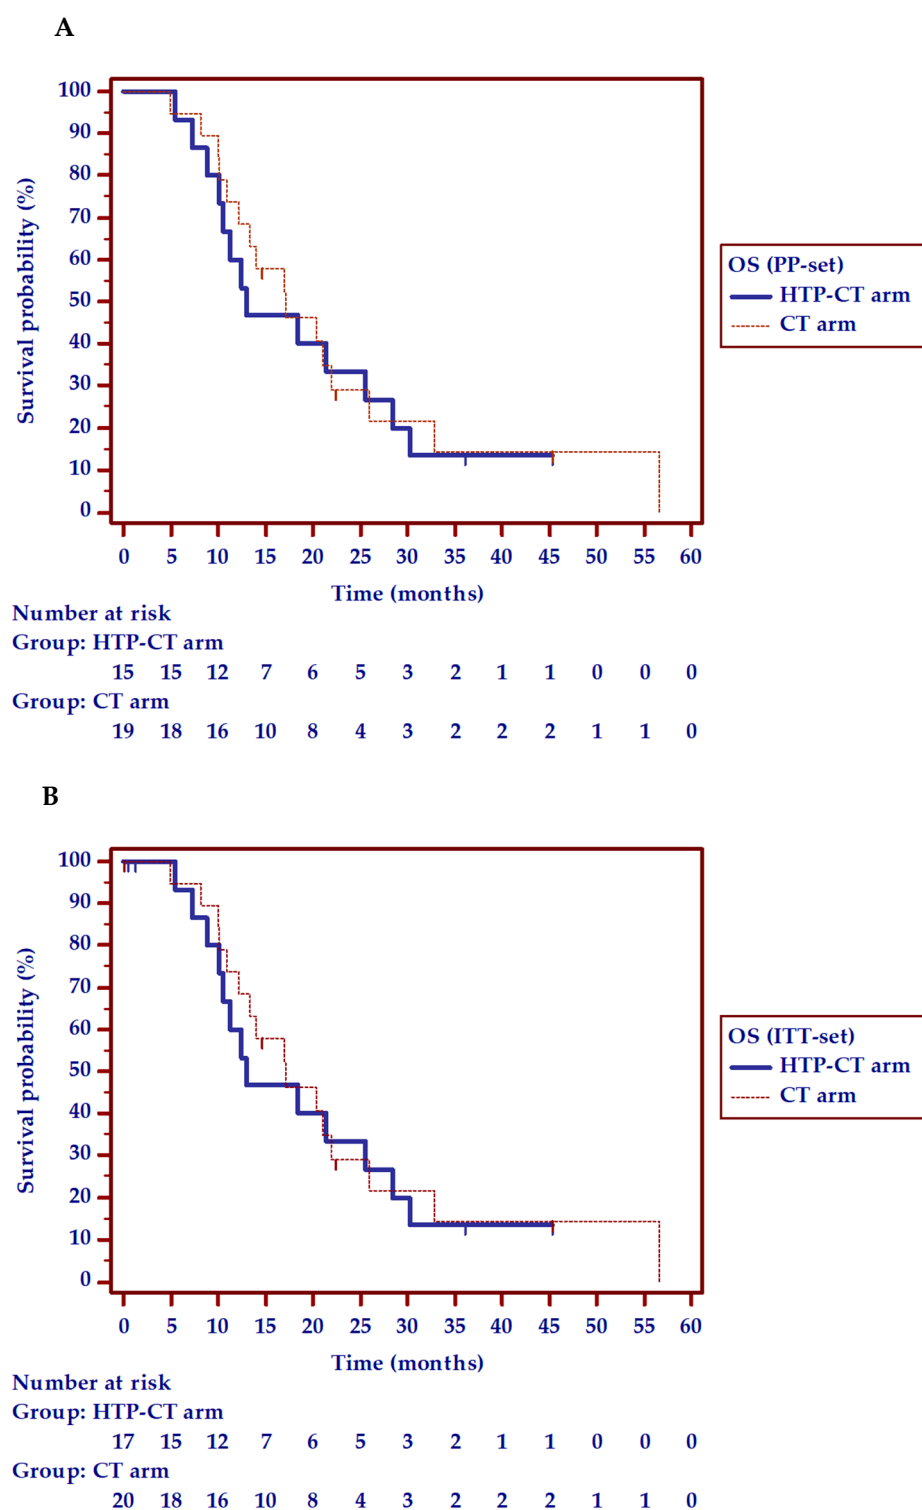 A
Survival probability (%)
100
90
80
70
60
50
40
30
20
10
0
0 5 10 15 20 25 30 35 40 45 50 55 60
Time (months)
OS (PP-set)
HTP-CT arm
CT arm
Number at risk
Group: HTP-CT arm
15 15 12 7 6 5 3 2 1 1 0 0 0
Group: CT arm
19 18 16 10 8 4 3 2 2 2 1 1 0
B
Survival probability (%)
100
90
80
70
60
50
40
30
20
10
0
0 5 10 15 20 25 30 35 40 45 50 55 60
Time (months)
OS (ITT-set)
HTP-CT arm
CT arm
Number at risk
Group: HTP-CT arm
17 15 12 7 6 5 3 2 1 1 0 0 0
Group: CT arm
20 18 16 10 8 4 3 2 2 2 1 1 0